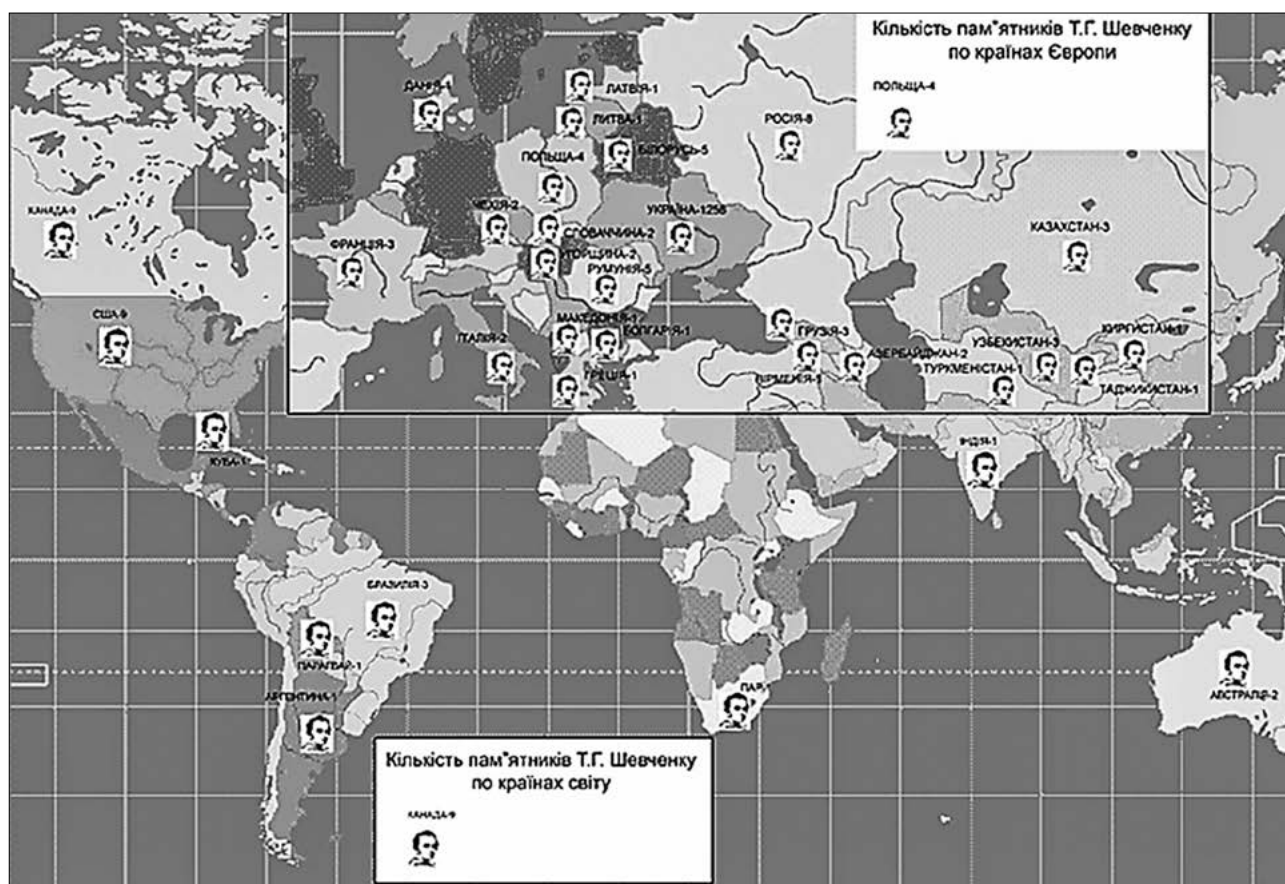 Кількість пам"ятників Т.Г. Шевченку
по країнах Європи
ПОЛЬЩА-4
ДАНІЯ-1
ЛАТВІЯ-1
ЛИТВА-1
РОСІЯ-8
БІЛОРУСЬ-5
ПОЛЬЩА-4
КАНАДА-9
ЧЕХІЯ-2
УКРАЇНА-1256
СЛОВАЧЧИНА-2
КАЗАХСТАН-3
ФРАНЦІЯ-3
УГОРЩИНА-2
РУМУНІЯ-5
США-9
МАКЕДОНІЯ-1
БОЛГАРІЯ-1
ГРУЗІЯ-3
КИРГИСТАН-1
ІТАЛІЯ-2
УЗБЕКИСТАН-3
АЗЕРБАЙДЖАН-2
ТУРКМЕНІСТАН-1
ГРЕЦІЯ-1
ВІРМЕНІЯ-1
ТАДЖИКИСТАН-1
ІНДІЯ-1
КУБА-1
БРАЗИЛІЯ-3
ПАРАГВАЙ-1
АРГЕНТИНА-1
АВСТРАЛІЯ-2
Кількість пам"ятників Т.Г. Шевченку
по країнах світу
КАНАДА-9